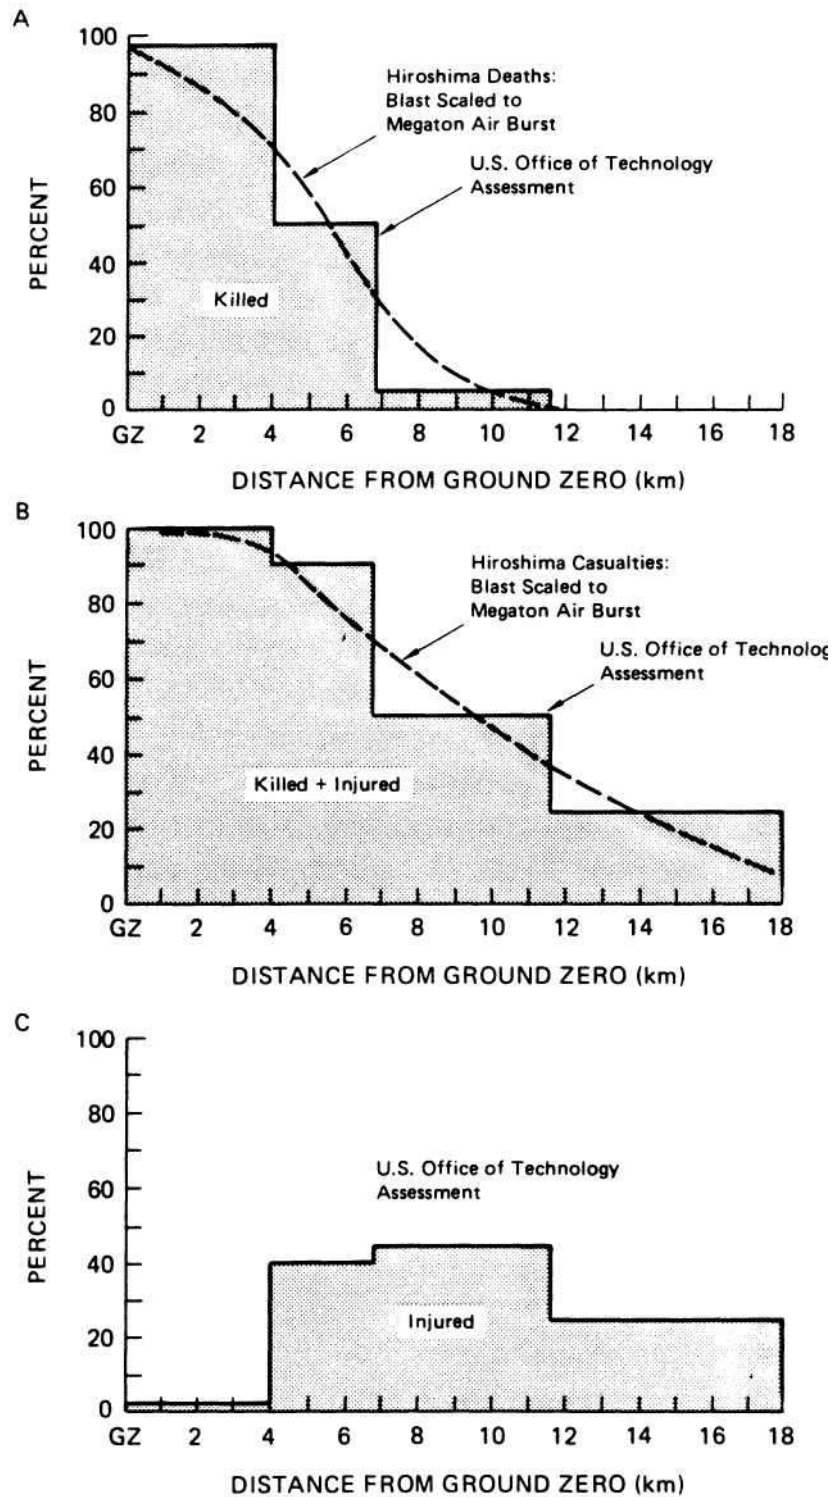 A
100
80
60
40
20
0
PERCENT
Hiroshima Deaths:
Blast Scaled to
Megaton Air Burst
U.S. Office of Technology
Assessment
Killed
GZ 2 4 6 8 10 12 14 16 18
DISTANCE FROM GROUND ZERO (km)
B
100
80
60
40
20
0
PERCENT
Hiroshima Casualties:
Blast Scaled to
Megaton Air Burst
U.S. Office of Technolog
Assessment
Killed + Injured
GZ 2 4 6 8 10 12 14 16 18
DISTANCE FROM GROUND ZERO (km)
C
100
80
60
40
20
0
PERCENT
U.S. Office of Technology
Assessment
Injured
GZ 2 4 6 8 10 12 14 16 18
DISTANCE FROM GROUND ZERO (km)